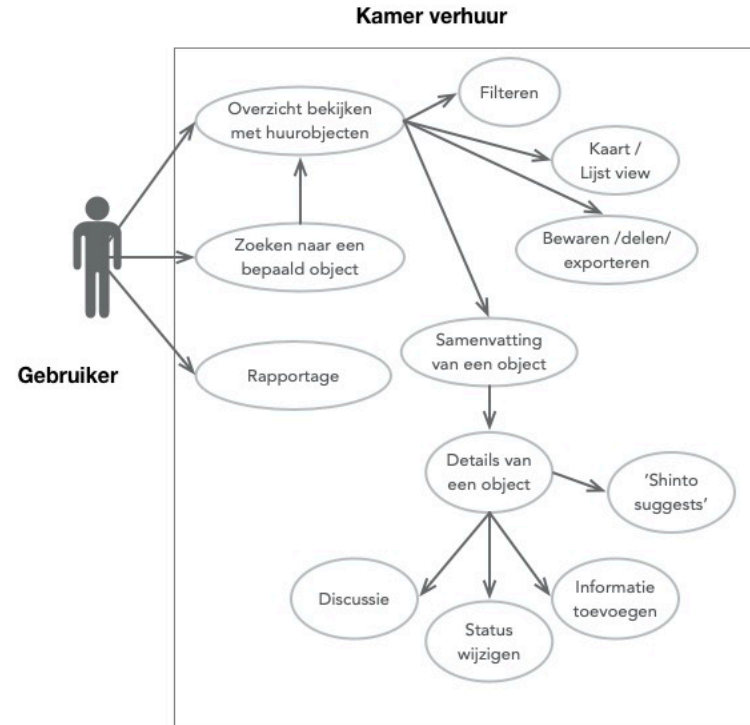 Kamer verhuur
Overzicht bekijken
met huurobjecten
Filteren
Kaart /
Lijst view
Zoeken naar een
bepaald object
Bewaren /delen/
exporteren
Gebruiker
Rapportage
Samenvatting
van een object
Details van
een object
'Shinto
suggests'
Discussie
Status
wijzigen
Informatie
toevoegen